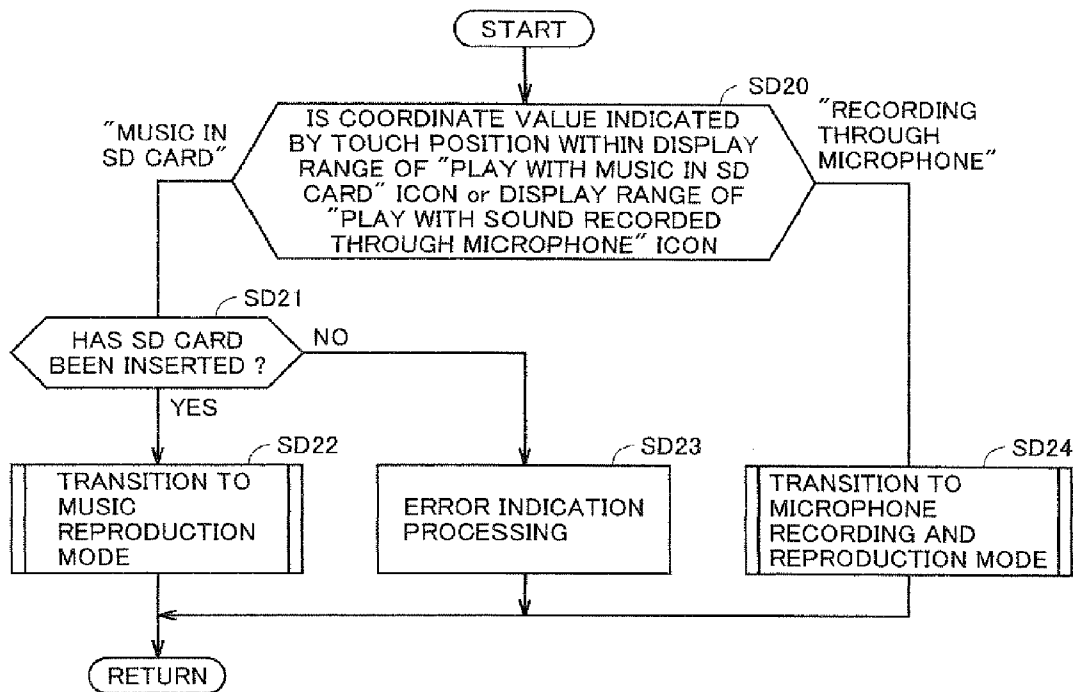 START
SD20
IS COORDINATE VALUE INDICATED
BY TOUCH POSITION WITHIN DISPLAY
RANGE OF "PLAY WITH MUSIC IN SD
CARD" ICON or DISPLAY RANGE OF
"PLAY WITH SOUND RECORDED
THROUGH MICROPHONE" ICON
"MUSIC IN
SD CARD"
"RECORDING
THROUGH
MICROPHONE"
SD21
HAS SD CARD
BEEN INSERTED ?
NO
YES
SD22
TRANSITION TO
MUSIC
REPRODUCTION
MODE
SD23
ERROR INDICATION
PROCESSING
SD24
TRANSITION TO
MICROPHONE
RECORDING AND
REPRODUCTION MODE
RETURN